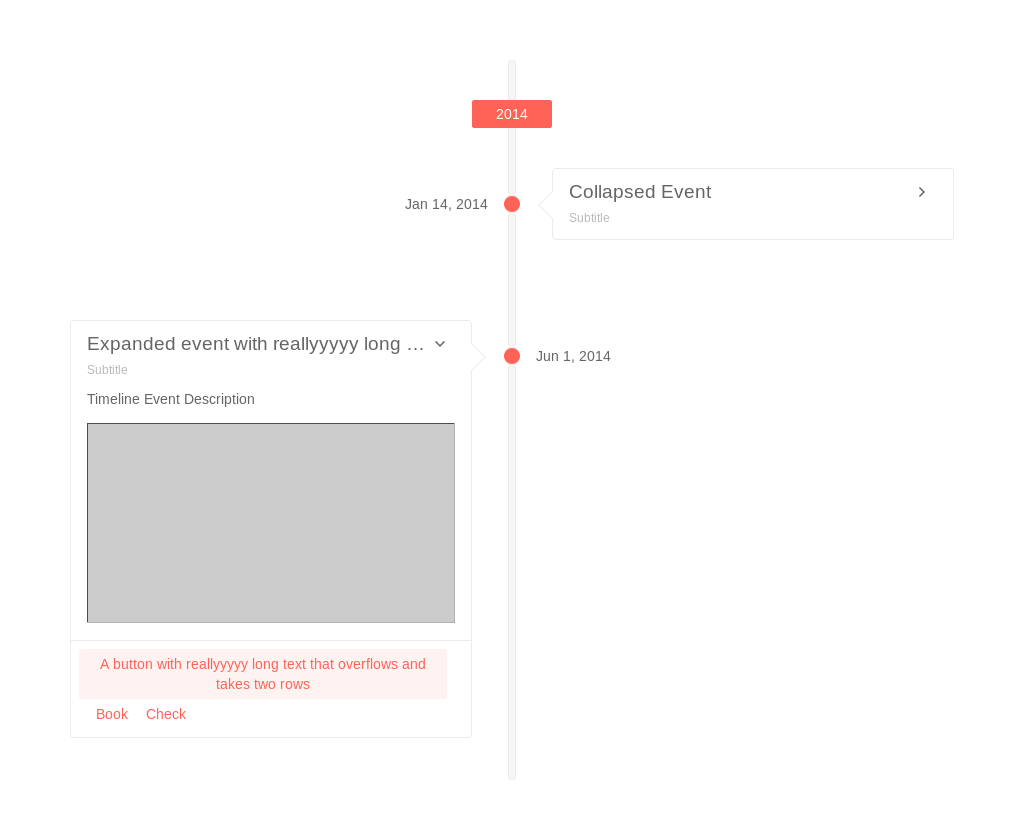 2014
Jan 14, 2014
Collapsed Event
Subtitle
Expanded event with reallyyyyy long …
Subtitle
Jun 1, 2014
Timeline Event Description
A button with reallyyyyy long text that overflows and
takes two rows
Book Check